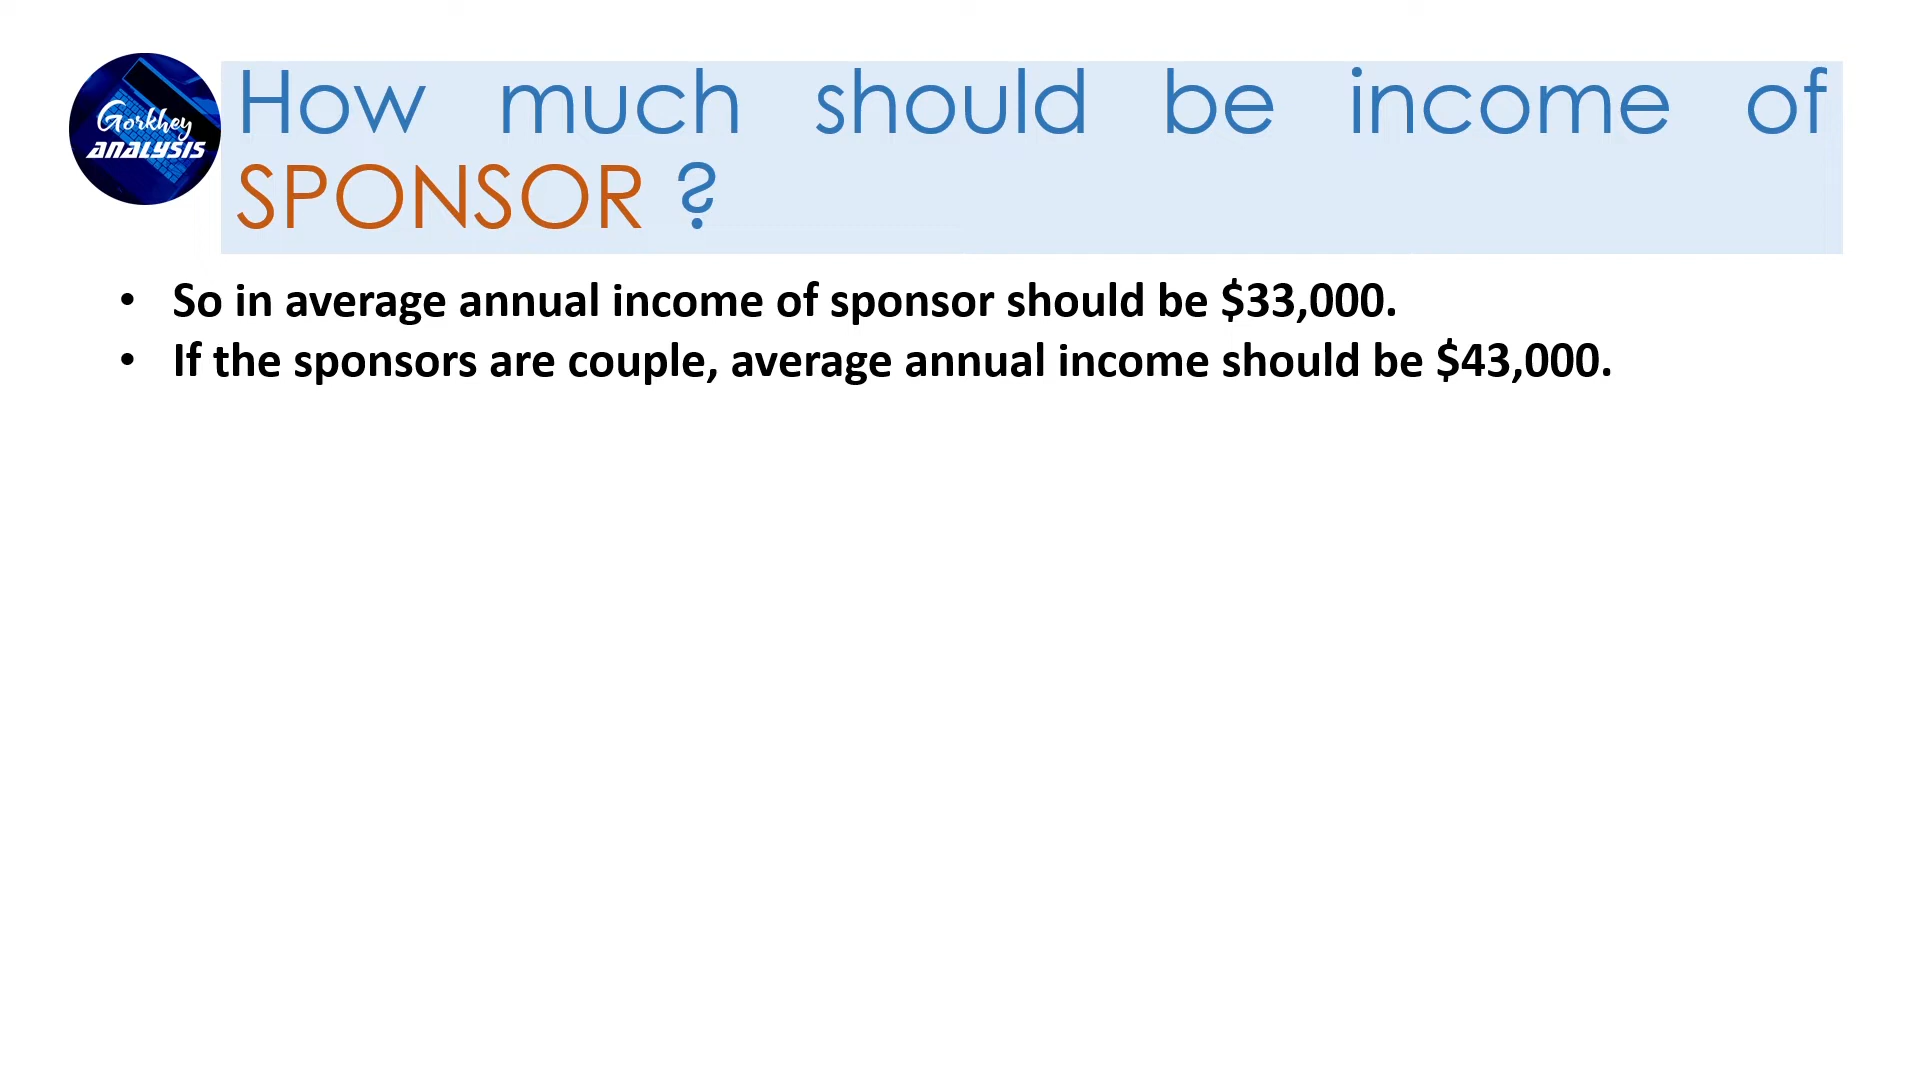 Gorkhey
ANALYSIS
How much should be income of
SPONSOR ?
• So in average annual income of sponsor should be $33,000.
• If the sponsors are couple, average annual income should be $43,000.